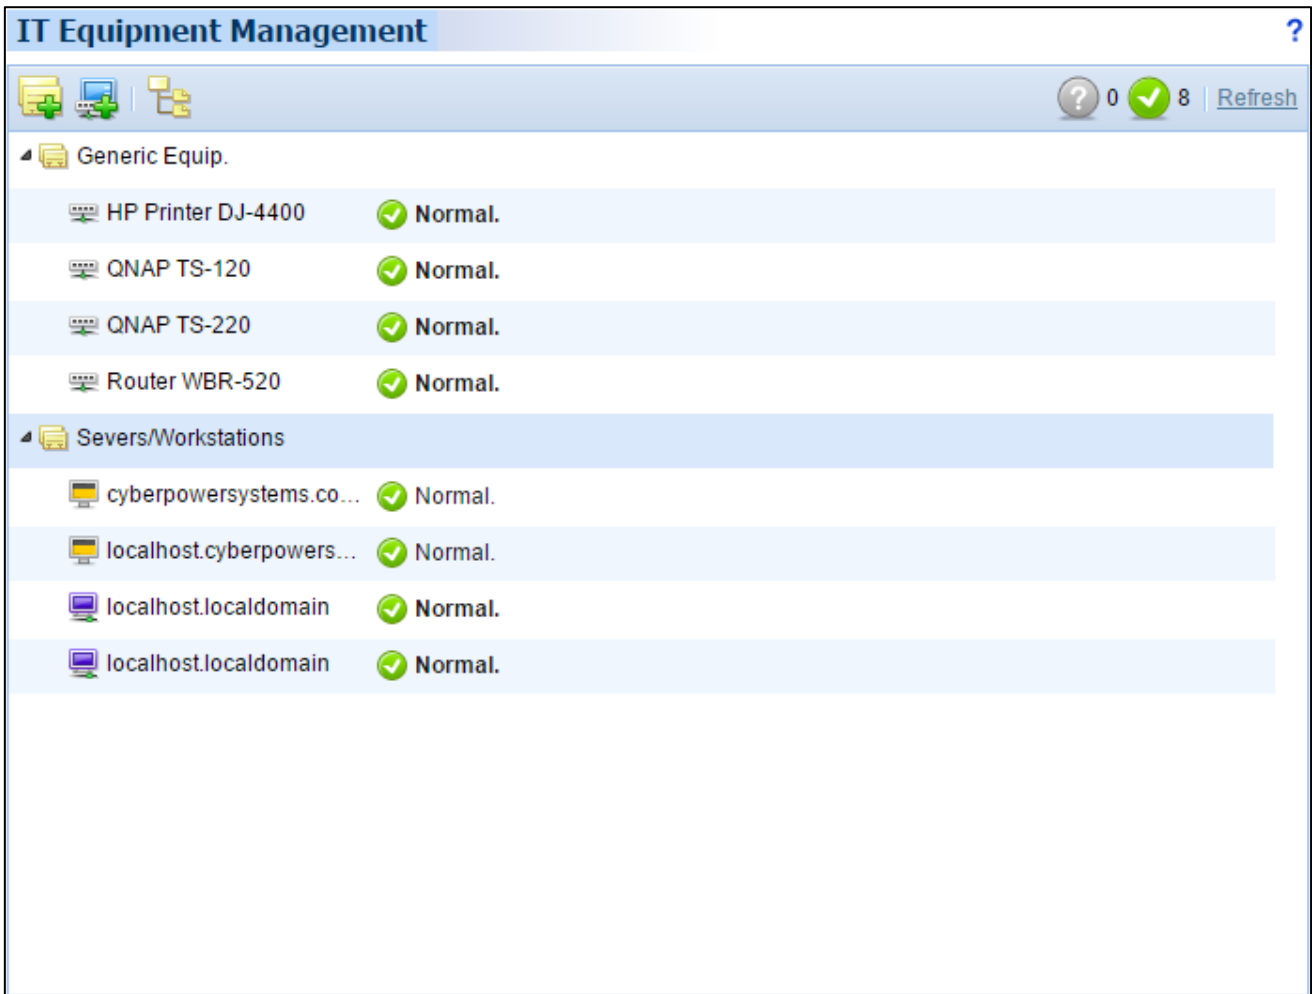 IT Equipment Management ?
? 0 8 Refresh
Generic Equip.
HP Printer DJ-4400 Normal.
QNAP TS-120 Normal.
QNAP TS-220 Normal.
Router WBR-520 Normal.
Severs/Workstations
cyberpowersystems.co... Normal.
localhost.cyberpowers... Normal.
localhost.localdomain Normal.
localhost.localdomain Normal.